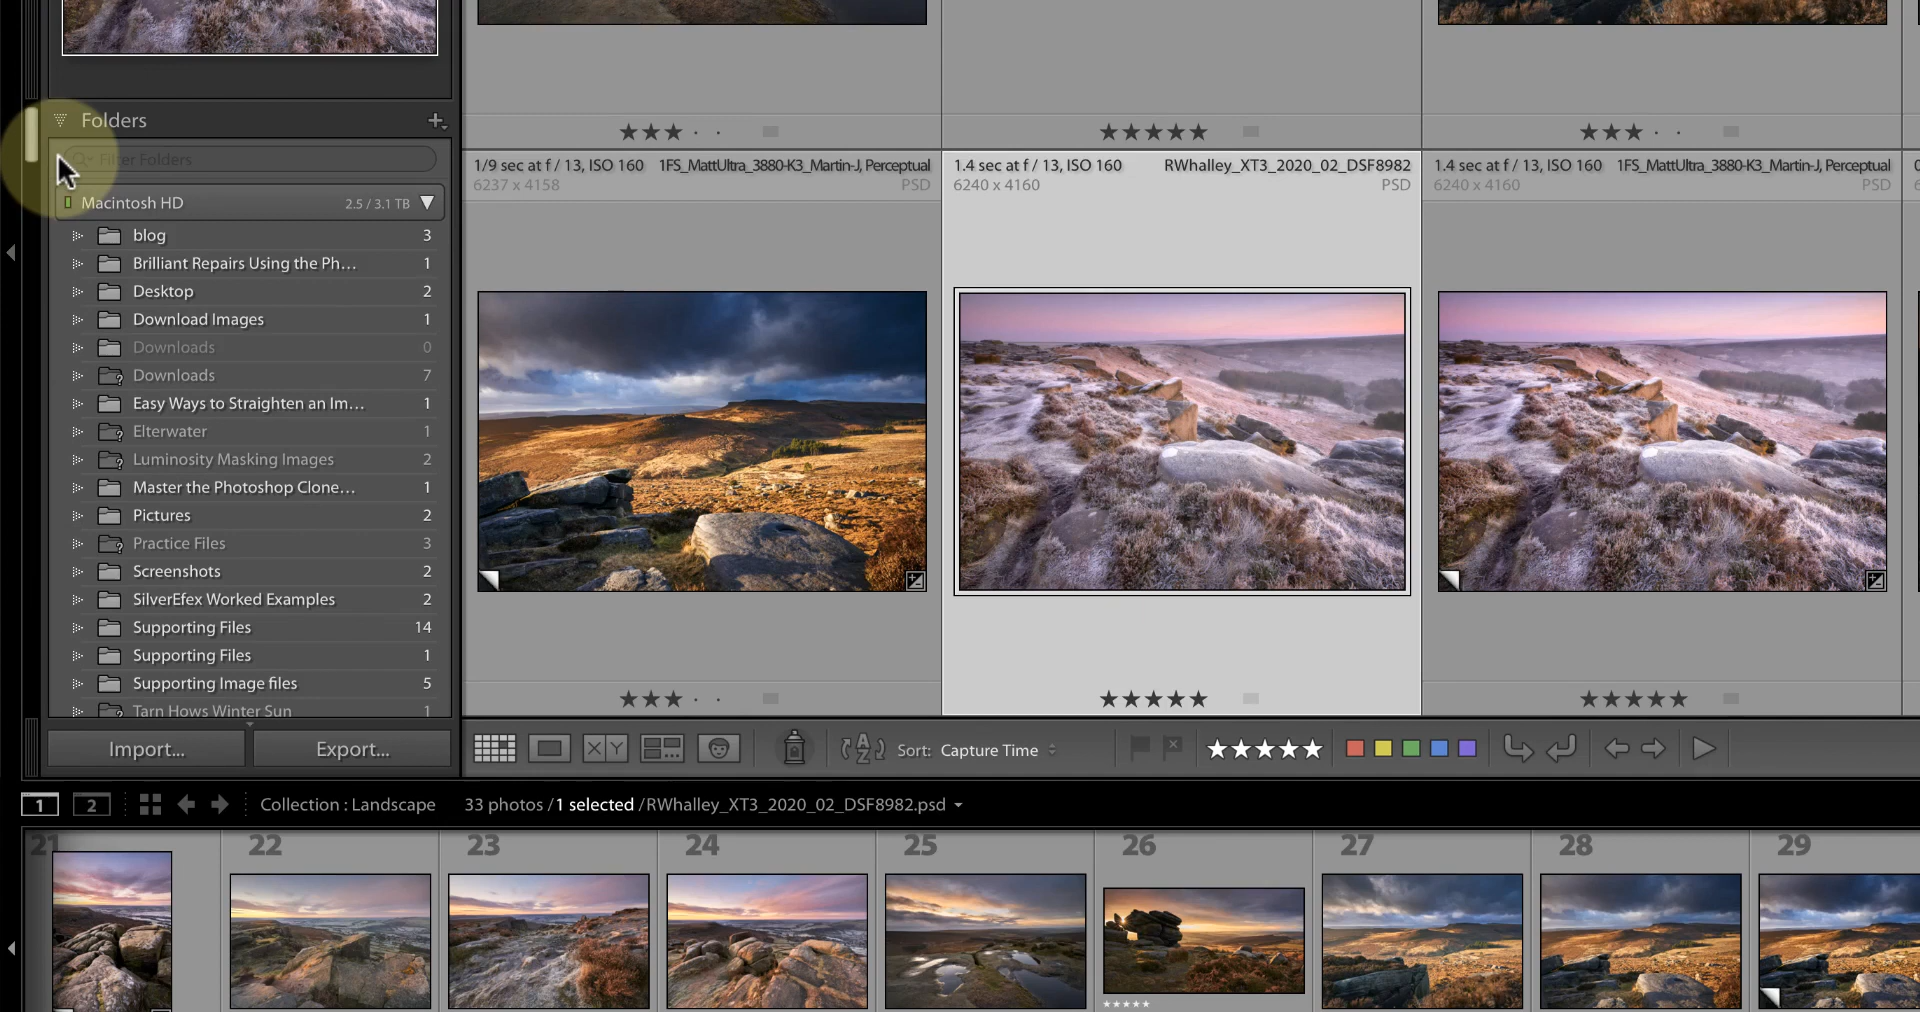 Folders
Filter Folders
Macintosh HD 2.5 / 3.1 TB
blog 3
Brilliant Repairs Using the Ph... 1
Desktop 2
Download Images 1
Downloads 0
Downloads 7
Easy Ways to Straighten an Im... 1
Elterwater 1
Luminosity Masking Images 2
Master the Photoshop Clone... 1
Pictures 2
Practice Files 3
Screenshots 2
SilverEfex Worked Examples 2
Supporting Files 14
Supporting Files 1
Supporting Image files 5
Tarn Hows Winter Sun 1
Import... Export...
1/9 sec at f / 13, ISO 160 1FS_MattUltra_3880-K3_Martin-J, Perceptual
6237 x 4158 PSD
1.4 sec at f / 13, ISO 160 RWhalley_XT3_2020_02_DSF8982
6240 x 4160 PSD
1.4 sec at f / 13, ISO 160 1FS_MattUltra_3880-K3_Martin-J, Perceptual
6240 x 4160 PSD
X Y A Z Sort: Capture Time
1 2 Collection : Landscape 33 photos / 1 selected / RWhalley_XT3_2020_02_DSF8982.psd
21 22 23 24 25 26 27 28 29